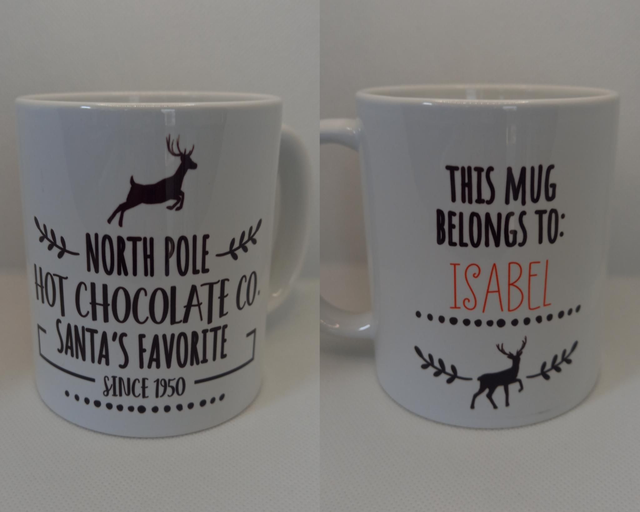 NORTH POLE
HOT CHOCOLATE CO.
SANTA'S FAVORITE
SINCE 1950
THIS MUG
BELONGS TO:
ISABEL